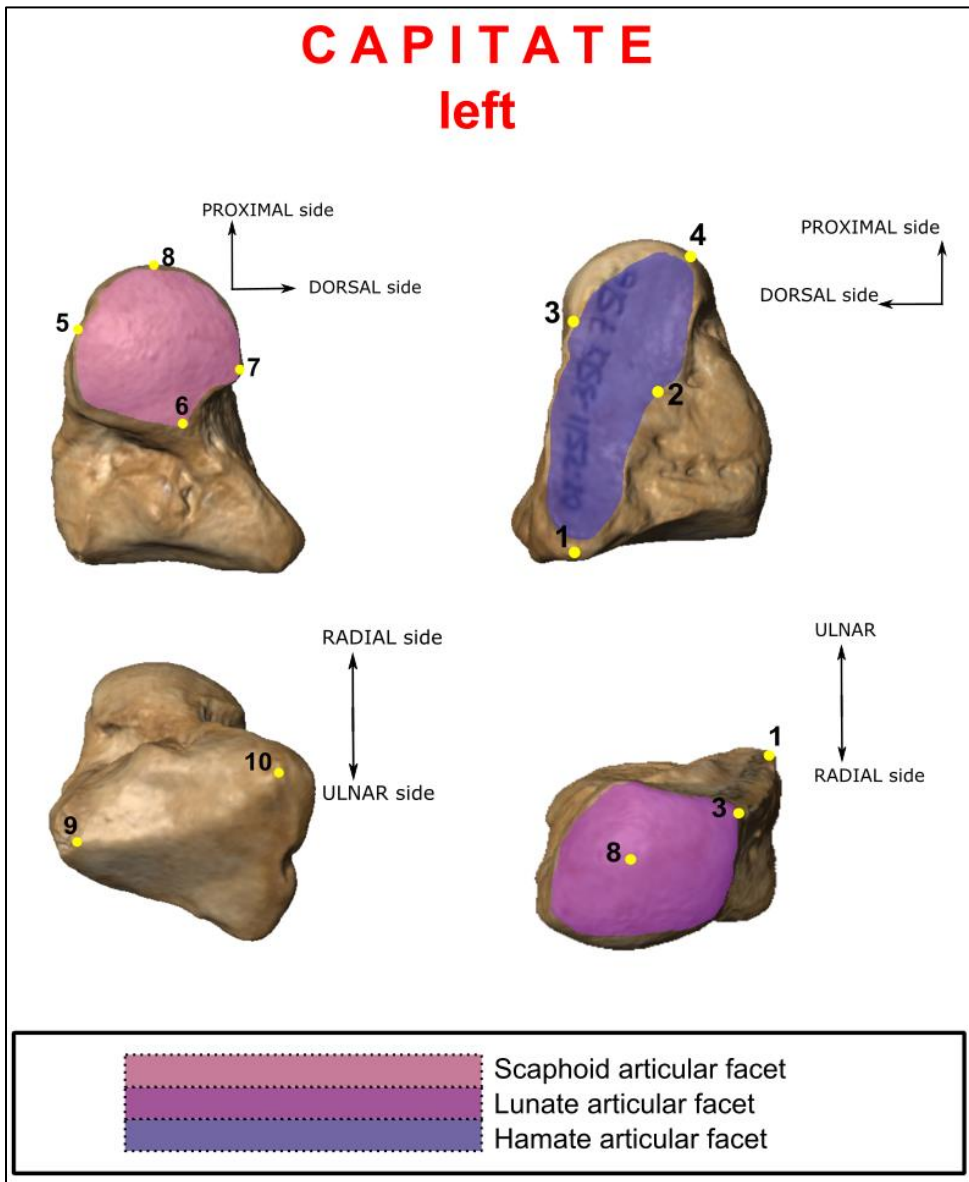 CAPITATE
left
PROXIMAL side
DORSAL side
8
5
7
6
PROXIMAL side
DORSAL side
4
3
2
1
RADIAL side
ULNAR side
10
9
ULNAR
RADIAL side
1
3
8
Scaphoid articular facet
Lunate articular facet
Hamate articular facet